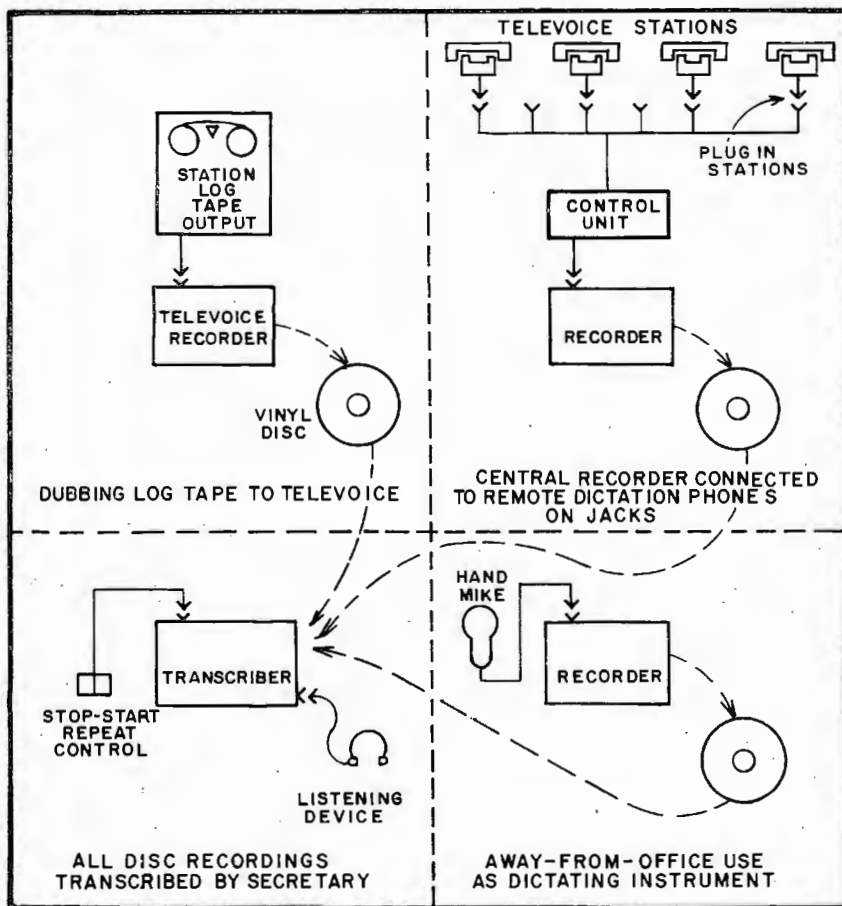 STATION
LOG
TAPE
OUTPUT
TELEVOICE
RECORDER
VINYL
DISC
DUBBING LOG TAPE TO TELEVOICE
TELEVOICE STATIONS
PLUG IN
STATIONS
CONTROL
UNIT
RECORDER
CENTRAL RECORDER CONNECTED
TO REMOTE DICTATION PHONES
ON JACKS
TRANSCRIBER
STOP-START
REPEAT
CONTROL
LISTENING
DEVICE
ALL DISC RECORDINGS
TRANSCRIBED BY SECRETARY
HAND
MIKE
RECORDER
AWAY-FROM-OFFICE USE
AS DICTATING INSTRUMENT